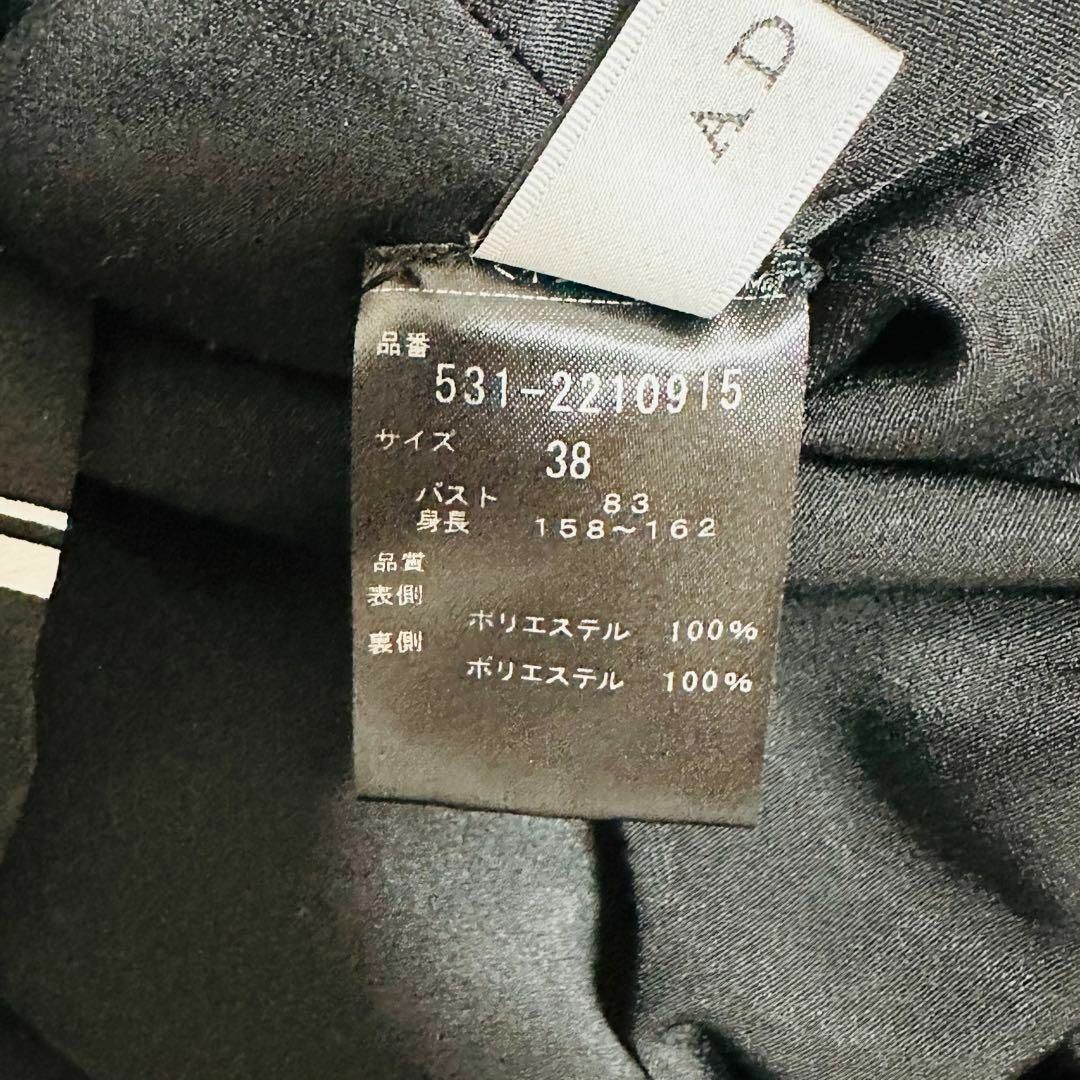 A D
品番
531-2210915
サイズ 38
バスト 83
身長 158~162
品質
表側
ポリエステル 100%
裏側
ポリエステル 100%